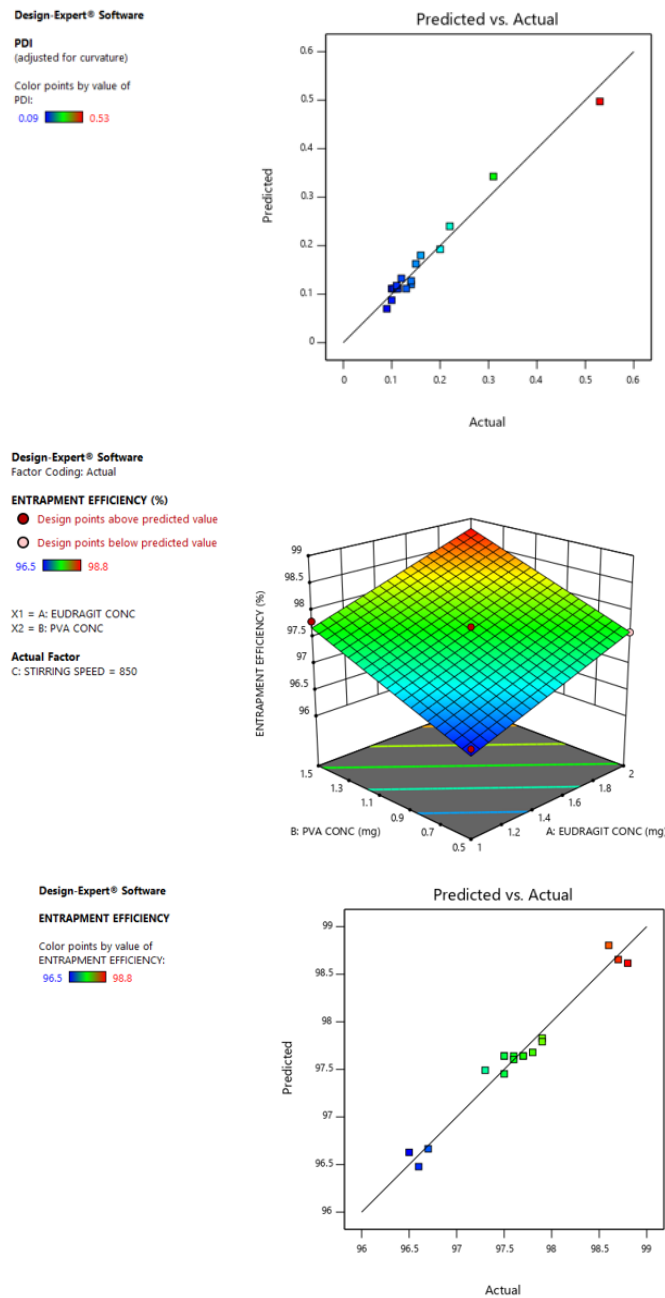 Design-Expert® Software
PDI
(adjusted for curvature)
Color points by value of
PDI:
0.09 0.53
Predicted vs. Actual
0.6
0.5
0.4
0.3
0.2
0.1
0
Predicted
0 0.1 0.2 0.3 0.4 0.5 0.6
Actual
Design-Expert® Software
Factor Coding: Actual
ENTRAPMENT EFFICIENCY (%)
Design points above predicted value
Design points below predicted value
96.5 98.8
X1 = A: EUDRAGIT CONC
X2 = B: PVA CONC
Actual Factor
C: STIRRING SPEED = 850
99
98.5
98
97.5
97
96.5
96
ENTRAPMENT EFFICIENCY (%)
1.5
1.3
1.1
0.9
0.7
0.5
B: PVA CONC (mg)
1
1.2
1.4
1.6
1.8
2
A: EUDRAGIT CONC (mg)
Design-Expert® Software
ENTRAPMENT EFFICIENCY
Color points by value of
ENTRAPMENT EFFICIENCY:
96.5 98.8
Predicted vs. Actual
99
98.5
98
97.5
97
96.5
96
Predicted
96 96.5 97 97.5 98 98.5 99
Actual